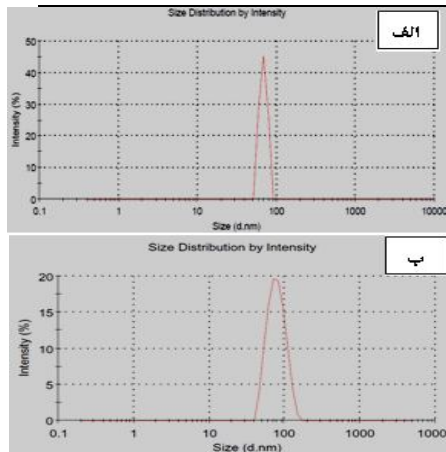 Size Distribution by Intensity
الف
50
40
30
20
10
0
Intensity (%)
0.1 1 10 100 1000 10000
Size (d.nm)
Size Distribution by Intensity
ب
20
15
10
5
0
Intensity (%)
0.1 1 10 100 1000 10000
Size (d.nm)